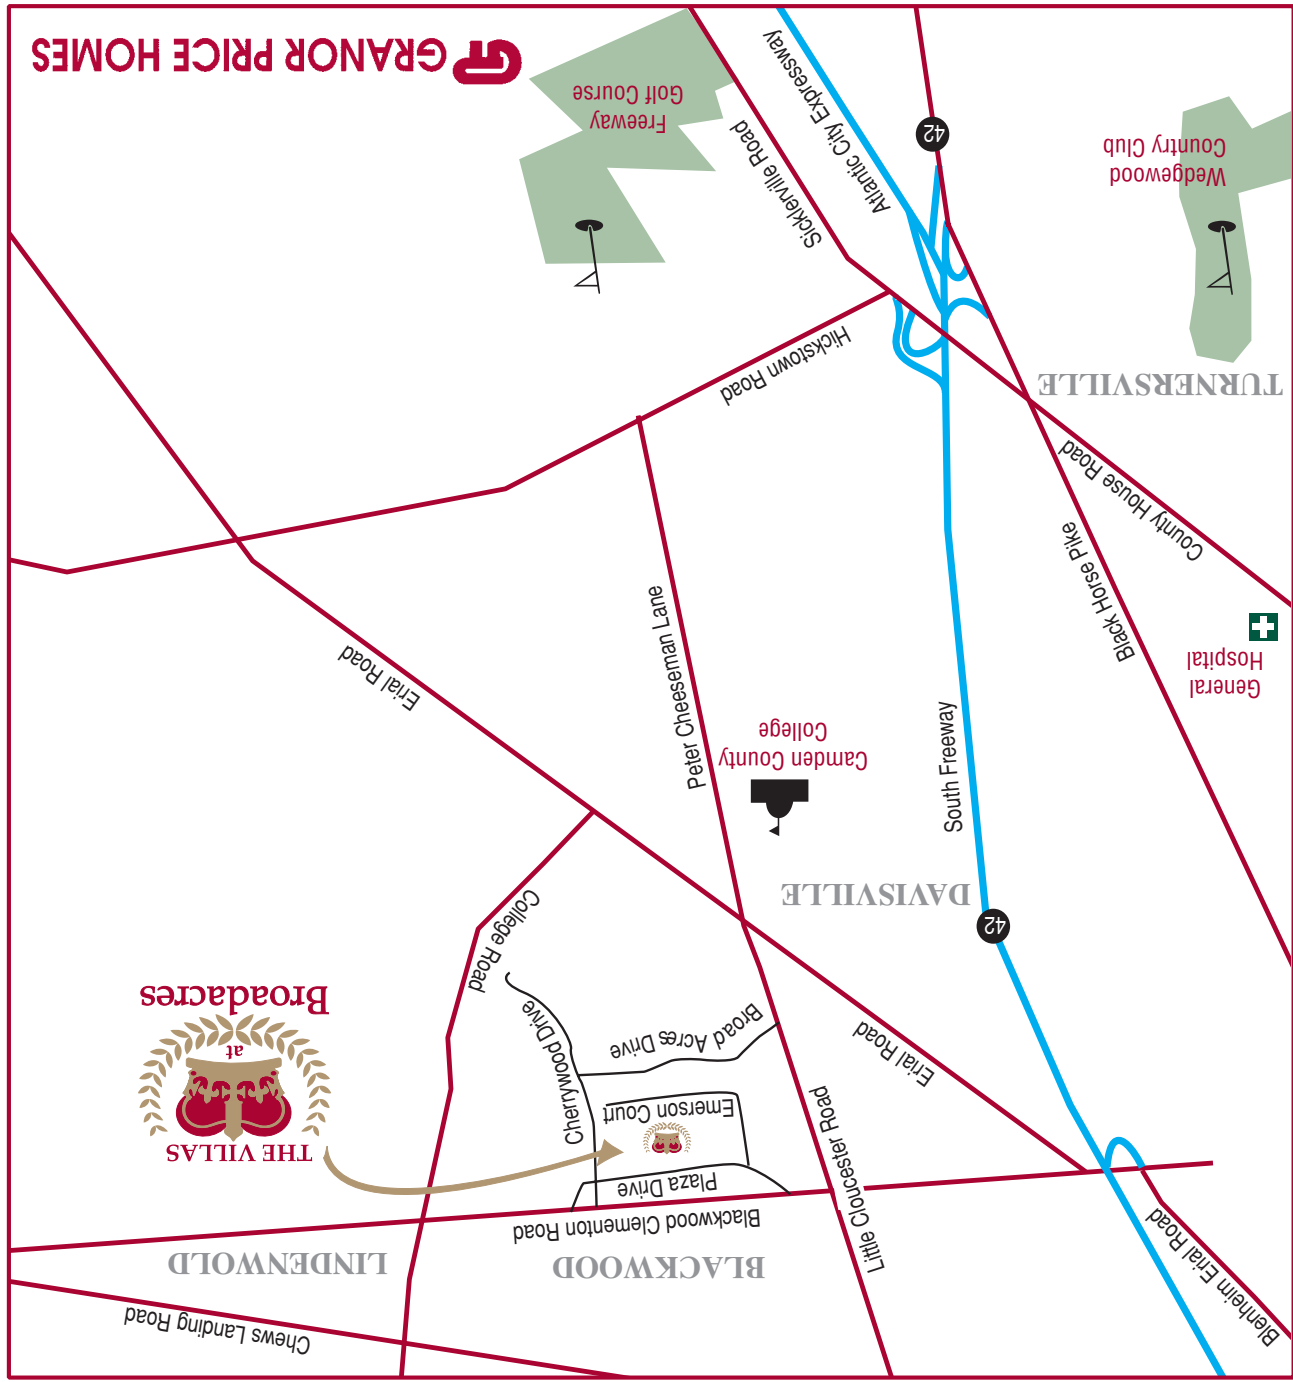 Chews Landing Road
LINDENWOLD
BLACKWOOD
Blackwood Clementon Road
Blenheim Erial Road
Little Gloucester Road
Plaza Drive
Emerson Court
Cherrywood Drive
Broad Acres Drive
THE VILLAS
at
Broadacres
College Road
Erial Road
42
DAVISVILLE
South Freeway
Camden County
College
Peter Cheeseman Lane
Erial Road
General
Hospital
Black Horse Pike
County House Road
TURNERSVILLE
Hickstown Road
Wedgewood
Country Club
42
Atlantic City Expressway
Sicklerville Road
Freeway
Golf Course
GP GRANOR PRICE HOMES